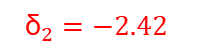 δ₂ = −2.42